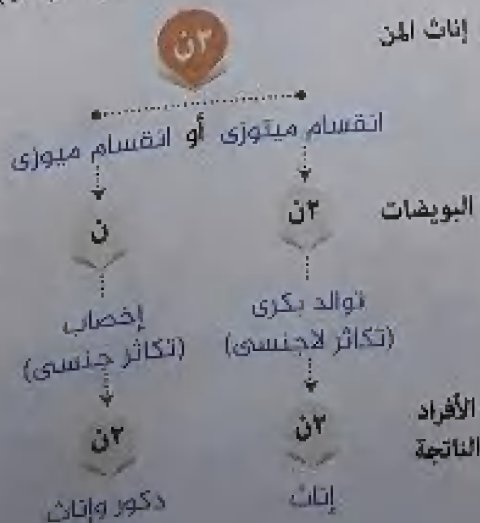 إناث المن
٢ن
انقسام ميتوزى أو انقسام ميوزى
البويضات
٢ن
ن
توالد بكرى
(تكاثر لاجنسى)
إخصاب
(تكاثر جنسى)
الأفراد
الناتجة
٢ن
٢ن
إناث
ذكور وإناث